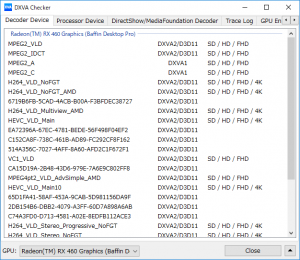 DXVA Checker
Decoder Device Processor Device DirectShow/MediaFoundation Decoder Trace Log GPU En
Radeon(TM) RX 460 Graphics (Baffin Desktop Pro)
MPEG2_VLD DXVA2/D3D11 SD / HD / FHD
MPEG2_IDCT DXVA2/D3D11 SD / HD / FHD
MPEG2_A DXVA1 SD / HD / FHD
MPEG2_C DXVA1 SD / HD / FHD
H264_VLD_NoFGT DXVA2/D3D11 SD / HD / FHD / 4K
H264_VLD_NoFGT_AMD DXVA2/D3D11 SD / HD / FHD / 4K
6719B6FB-5CAD-4ACB-B00A-F3BFDEC38727 DXVA2/D3D11
H264_VLD_Multiview_AMD DXVA2/D3D11 SD / HD / FHD
HEVC_VLD_Main DXVA2/D3D11 SD / HD / FHD / 4K
EA72396A-67EC-4781-BEDE-56F498F04EF2 DXVA2/D3D11
C152CA8F-738C-461B-AD89-FC292CF8F162 DXVA2/D3D11
514A356C-7027-4AFF-8A60-AFD2C1F672F1 DXVA2/D3D11
VC1_VLD DXVA2/D3D11 SD / HD / FHD
CA15D19A-2B48-43D6-979E-7A6E9C802FF8 DXVA2/D3D11
MPEG4pt2_VLD_AdvSimple_AMD DXVA2/D3D11 SD / HD / FHD
HEVC_VLD_Main10 DXVA2/D3D11 SD / HD / FHD / 4K
65D1FA41-58AF-453A-9CAB-5D981156DA9F DXVA2/D3D11
2DB154B6-DBB2-4079-A3FF-60D7A898A6AB DXVA2/D3D11
C74A3FD0-D713-4581-A02E-8EDFB112ACE3 DXVA2/D3D11
H264_VLD_Stereo_Progressive_NoFGT DXVA2/D3D11 SD / HD / FHD / 4K
H264_VLD_Stereo_NoFGT DXVA2/D3D11 SD / HD / FHD / 4K
GPU: Radeon(TM) RX 460 Graphics (Baffin D Close